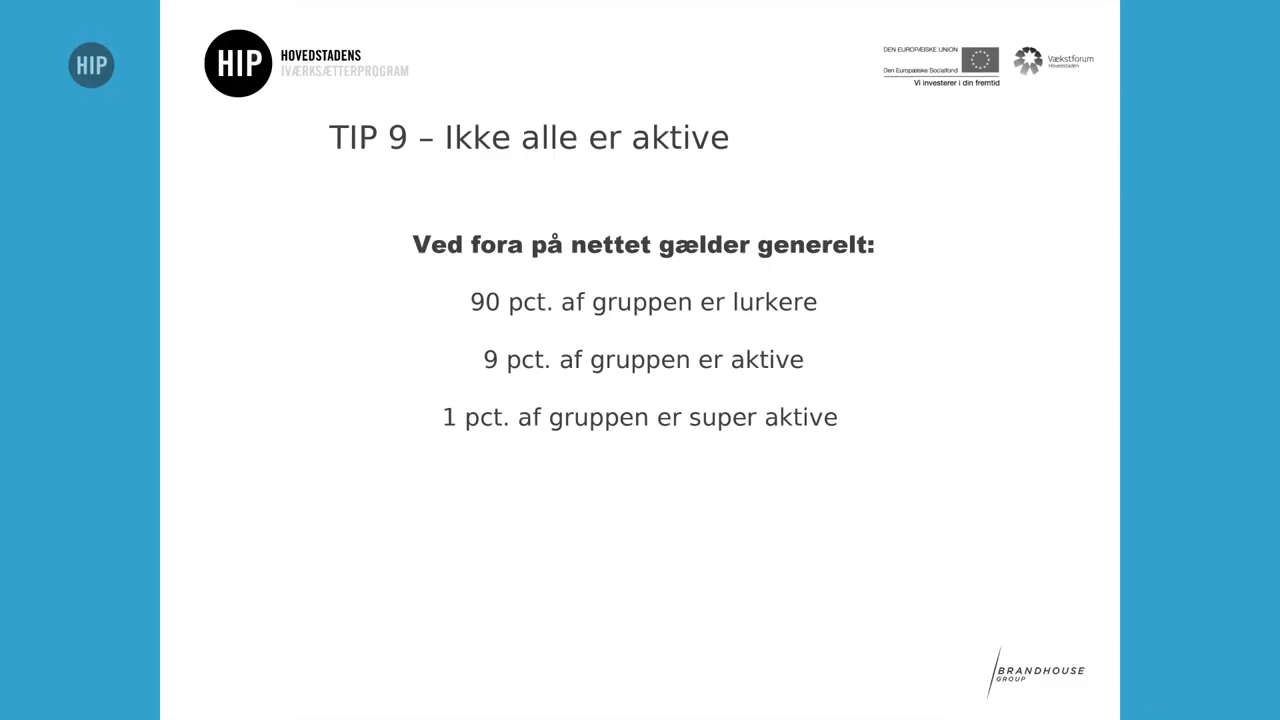 HIP
HIP
HOVEDSTADENS
IVÆRKSÆTTERPROGRAM
DEN EUROPÆISKE UNION
Den Europæiske Socialfond
Vi investerer i din fremtid
Vækstforum
Hovedstaden
TIP 9 – Ikke alle er aktive
Ved fora på nettet gælder generelt:
90 pct. af gruppen er lurkere
9 pct. af gruppen er aktive
1 pct. af gruppen er super aktive
BRANDHOUSE
GROUP